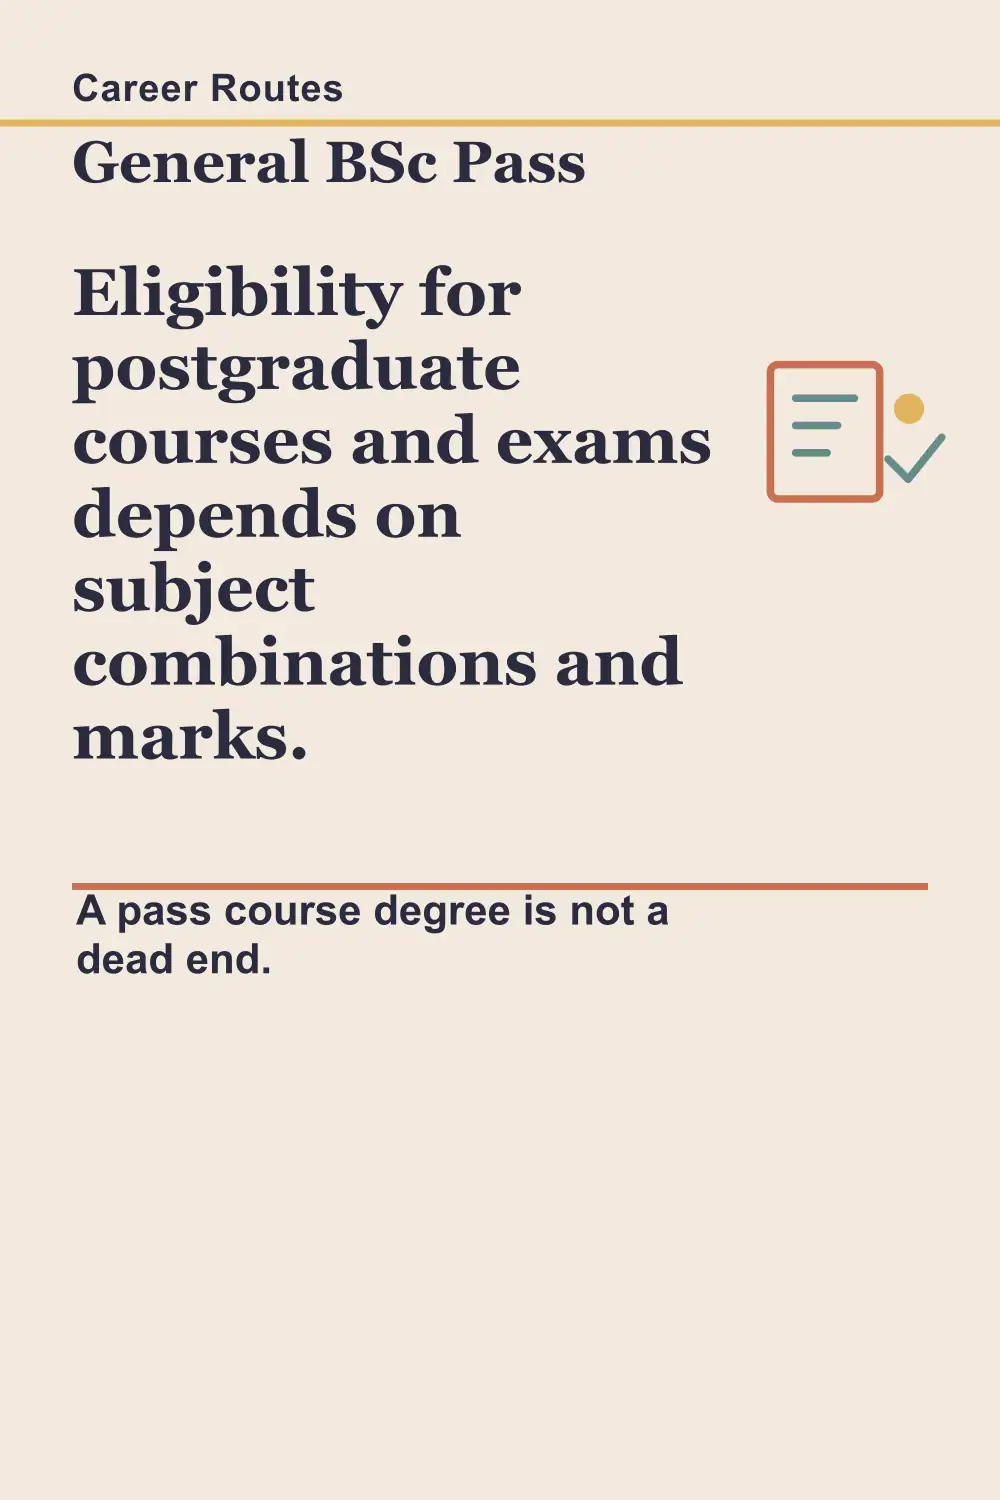 Career Routes
General BSc Pass
Eligibility for
postgraduate
courses and exams
depends on
subject
combinations and
marks.
A pass course degree is not a
dead end.